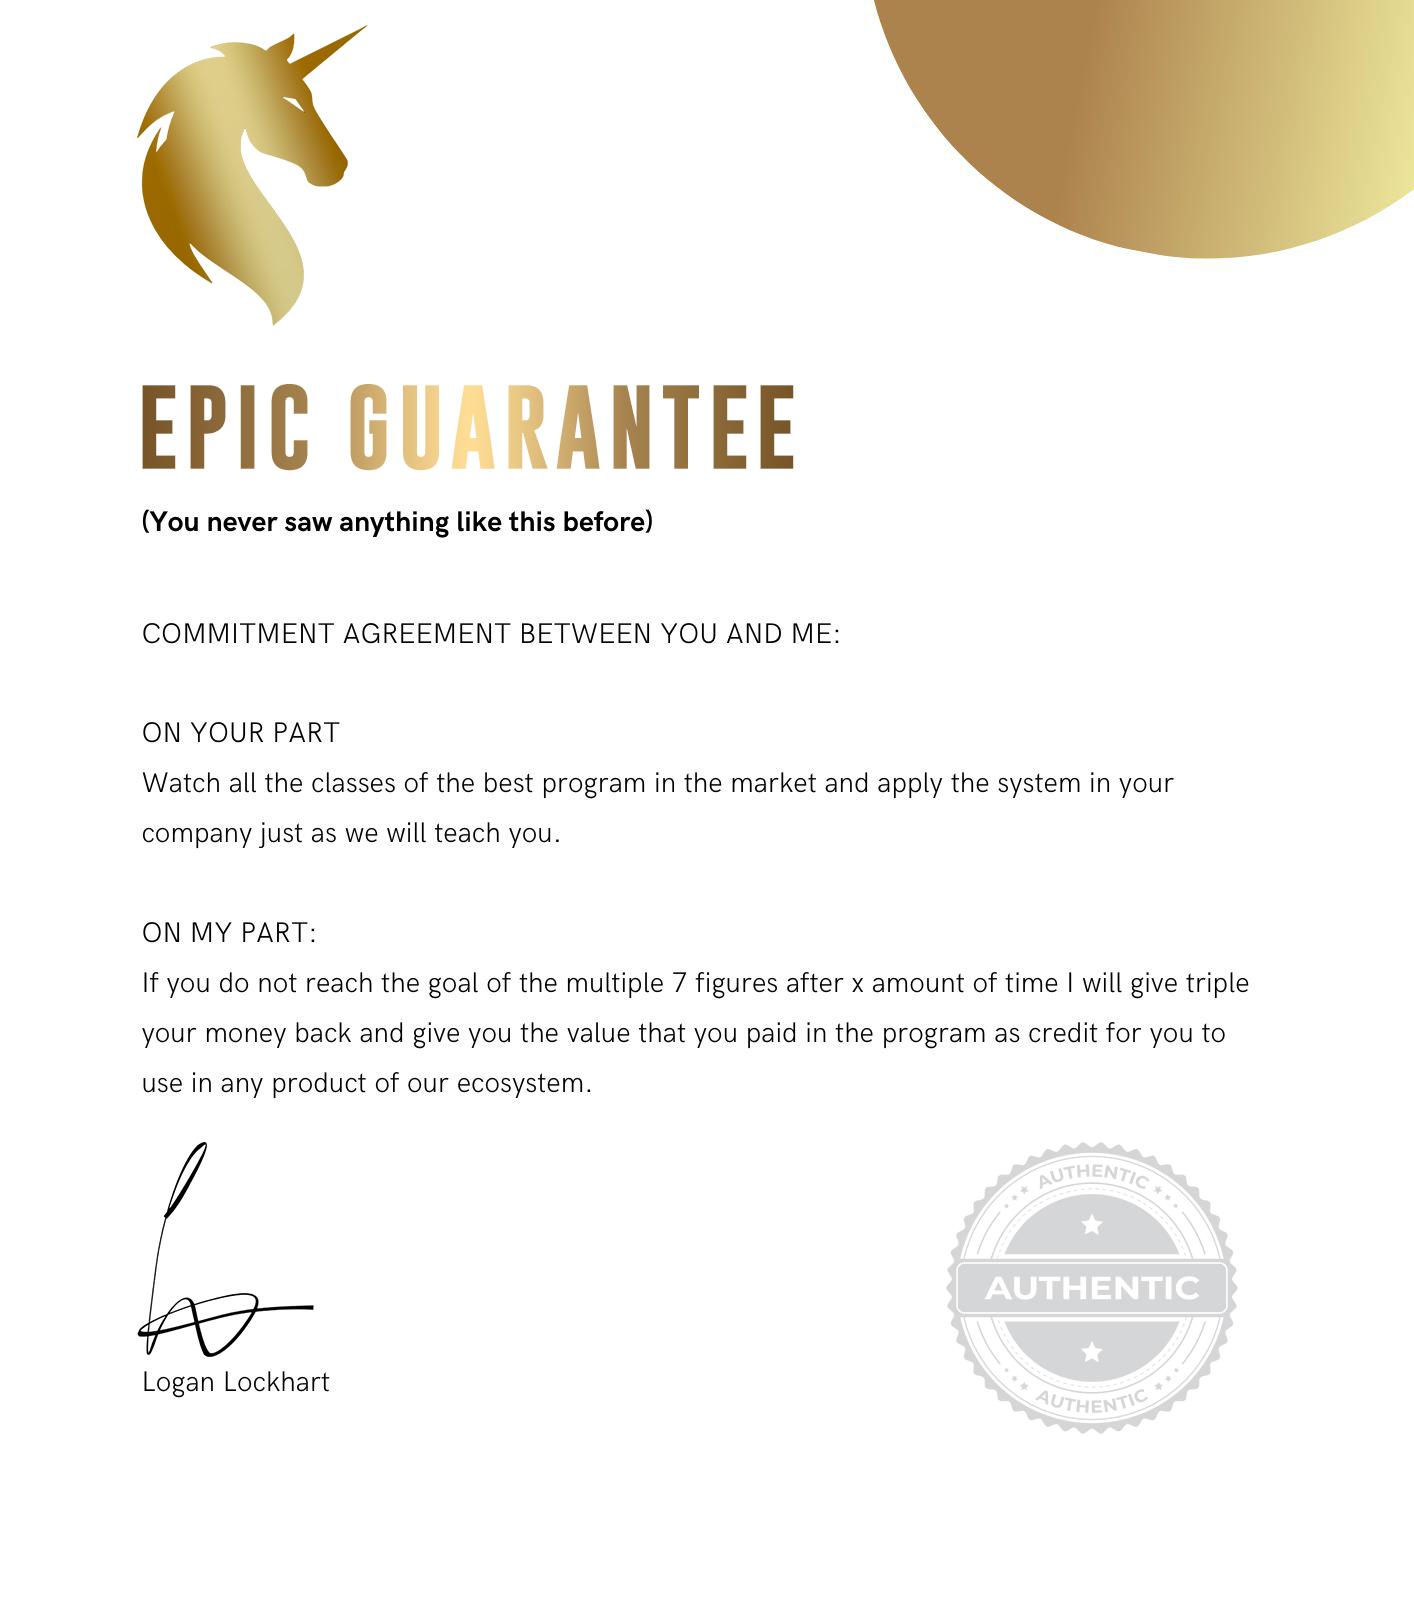 EPIC GUARANTEE
(You never saw anything like this before)
COMMITMENT AGREEMENT BETWEEN YOU AND ME:
ON YOUR PART
Watch all the classes of the best program in the market and apply the system in your
company just as we will teach you.
ON MY PART:
If you do not reach the goal of the multiple 7 figures after x amount of time I will give triple
your money back and give you the value that you paid in the program as credit for you to
use in any product of our ecosystem.
AUTHENTIC
AUTHENTIC
AUTHENTIC
Logan Lockhart